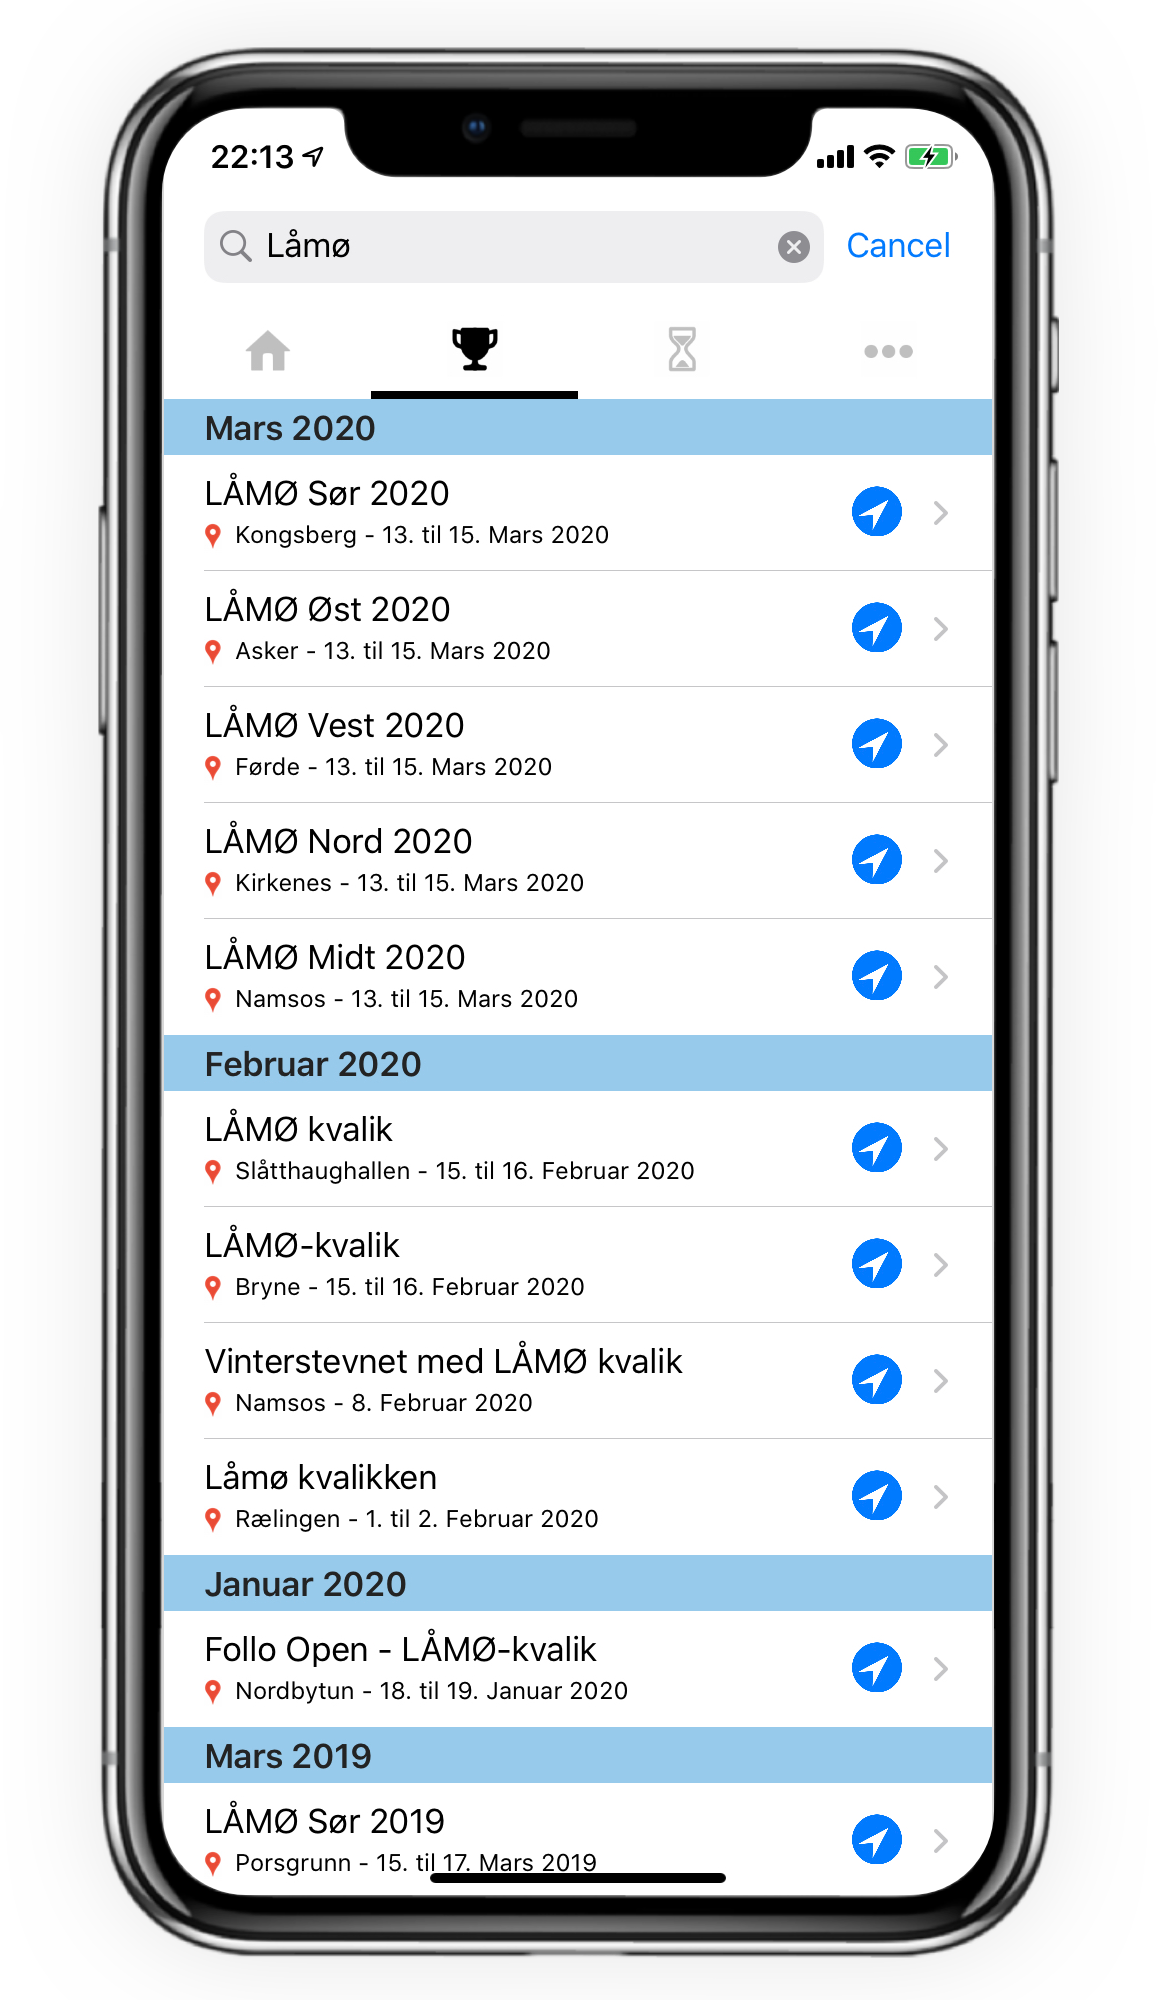 22:13
Låmø
Cancel
Mars 2020
LÅMØ Sør 2020
Kongsberg - 13. til 15. Mars 2020
LÅMØ Øst 2020
Asker - 13. til 15. Mars 2020
LÅMØ Vest 2020
Førde - 13. til 15. Mars 2020
LÅMØ Nord 2020
Kirkenes - 13. til 15. Mars 2020
LÅMØ Midt 2020
Namsos - 13. til 15. Mars 2020
Februar 2020
LÅMØ kvalik
Slåtthaughallen - 15. til 16. Februar 2020
LÅMØ-kvalik
Bryne - 15. til 16. Februar 2020
Vinterstevnet med LÅMØ kvalik
Namsos - 8. Februar 2020
Låmø kvalikken
Rælingen - 1. til 2. Februar 2020
Januar 2020
Follo Open - LÅMØ-kvalik
Nordbytun - 18. til 19. Januar 2020
Mars 2019
LÅMØ Sør 2019
Porsgrunn - 15. til 17. Mars 2019